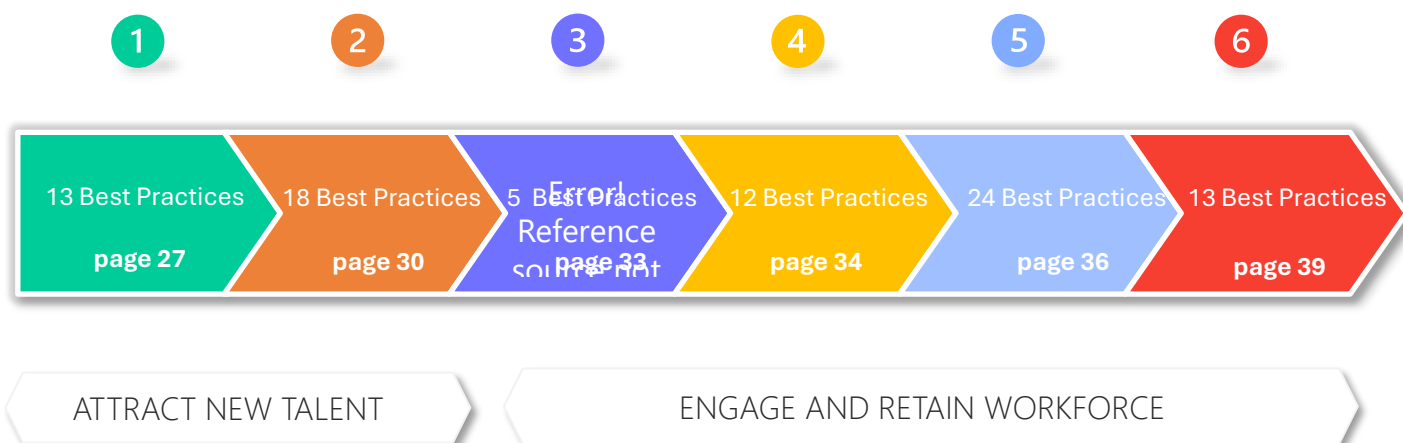 1
2
3
4
5
6
13 Best Practices
page 27
18 Best Practices
page 30
5 Best Practices
page 33
Error!
Reference
source not
12 Best Practices
page 34
24 Best Practices
page 36
13 Best Practices
page 39
ATTRACT NEW TALENT
ENGAGE AND RETAIN WORKFORCE